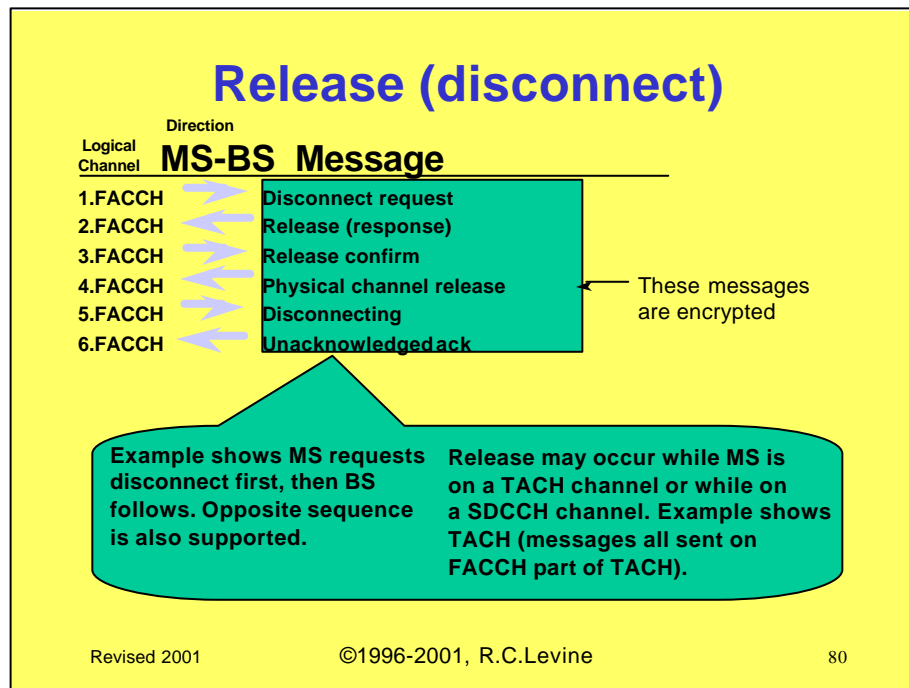 Release (disconnect)
Direction
Logical
Channel MS-BS Message
1.FACCH Disconnect request
2.FACCH Release (response)
3.FACCH Release confirm
4.FACCH Physical channel release
5.FACCH Disconnecting
6.FACCH Unacknowledged ack
These messages
are encrypted
Example shows MS requests
disconnect first, then BS
follows. Opposite sequence
is also supported.
Release may occur while MS is
on a TACH channel or while on
a SDCCH channel. Example shows
TACH (messages all sent on
FACCH part of TACH).
Revised 2001 ©1996-2001, R.C.Levine 80